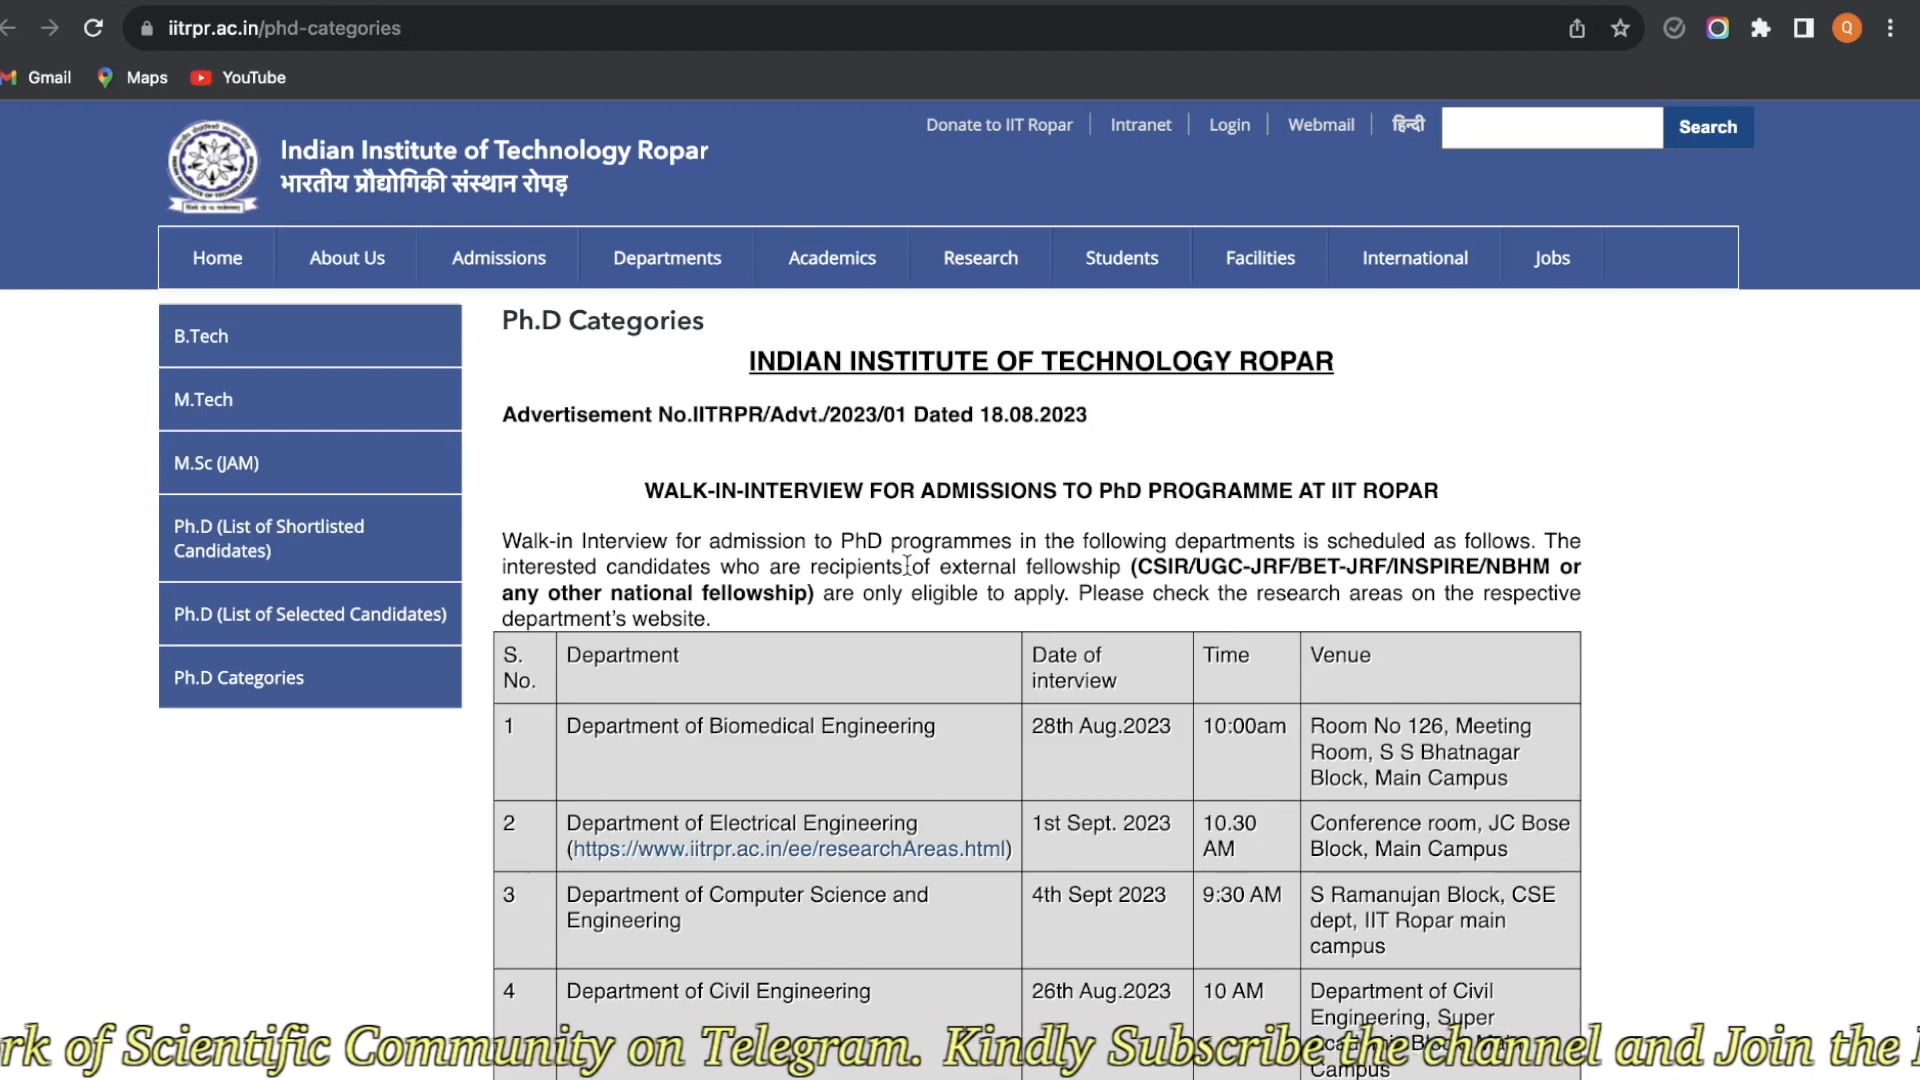 iitrpr.ac.in/phd-categories
Gmail Maps YouTube
Donate to IIT Ropar Intranet Login Webmail हिन्दी Search
Indian Institute of Technology Ropar
भारतीय प्रौद्योगिकी संस्थान रोपड़
Home About Us Admissions Departments Academics Research Students Facilities International Jobs
B.Tech
M.Tech
M.Sc (JAM)
Ph.D (List of Shortlisted
Candidates)
Ph.D (List of Selected Candidates)
Ph.D Categories
Ph.D Categories
INDIAN INSTITUTE OF TECHNOLOGY ROPAR
Advertisement No.IITRPR/Advt./2023/01 Dated 18.08.2023
WALK-IN-INTERVIEW FOR ADMISSIONS TO PhD PROGRAMME AT IIT ROPAR
Walk-in Interview for admission to PhD programmes in the following departments is scheduled as follows. The
interested candidates who are recipients of external fellowship (CSIR/UGC-JRF/BET-JRF/INSPIRE/NBHM or
any other national fellowship) are only eligible to apply. Please check the research areas on the respective
department's website.
S. Department Date of Time Venue
No. interview
1 Department of Biomedical Engineering 28th Aug.2023 10:00am Room No 126, Meeting
Room, S S Bhatnagar
Block, Main Campus
2 Department of Electrical Engineering 1st Sept. 2023 10.30 Conference room, JC Bose
(https://www.iitrpr.ac.in/ee/researchAreas.html) AM Block, Main Campus
3 Department of Computer Science and 4th Sept 2023 9:30 AM S Ramanujan Block, CSE
Engineering dept, IIT Ropar main
campus
4 Department of Civil Engineering 26th Aug.2023 10 AM Department of Civil
Engineering, Super
Campus
of Scientific Community on Telegram. Kindly Subscribe the channel and Join the